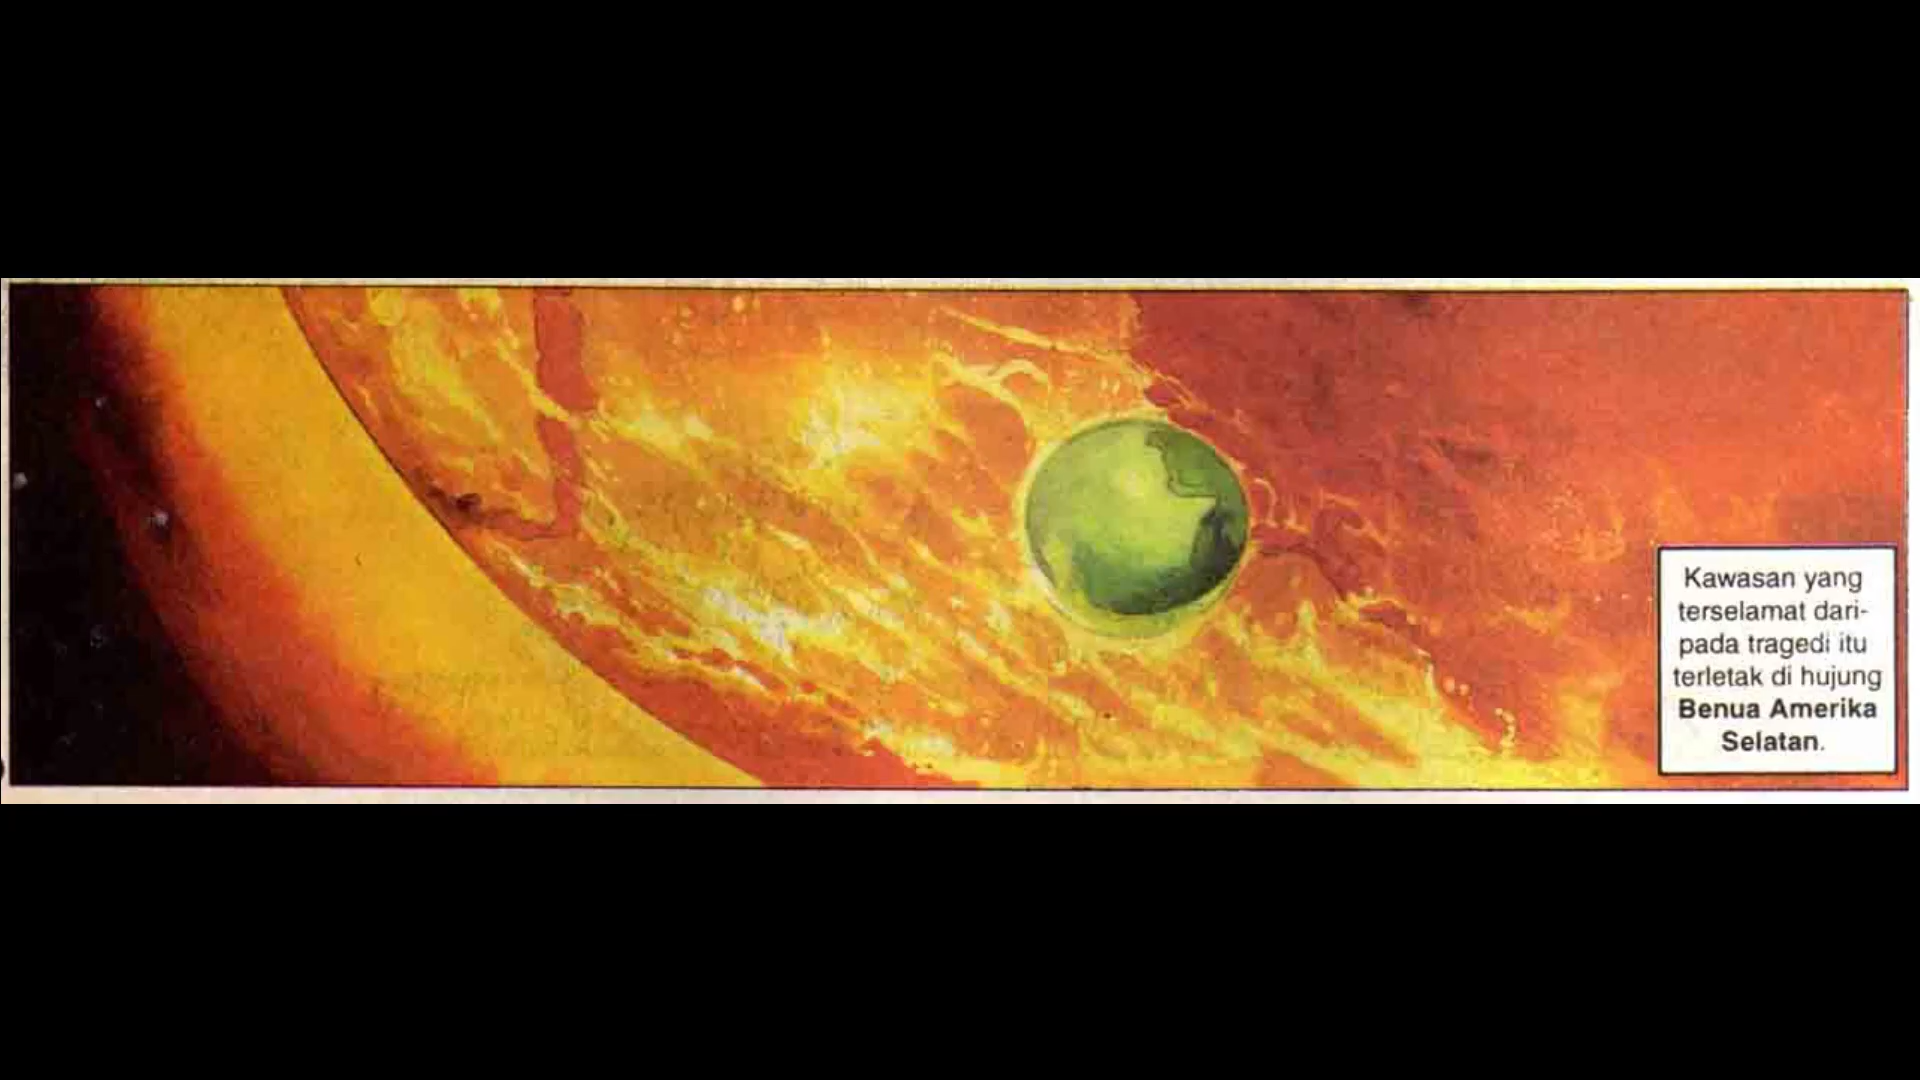 Kawasan yang
terselamat dari-
pada tragedi itu
terletak di hujung
Benua Amerika
Selatan.